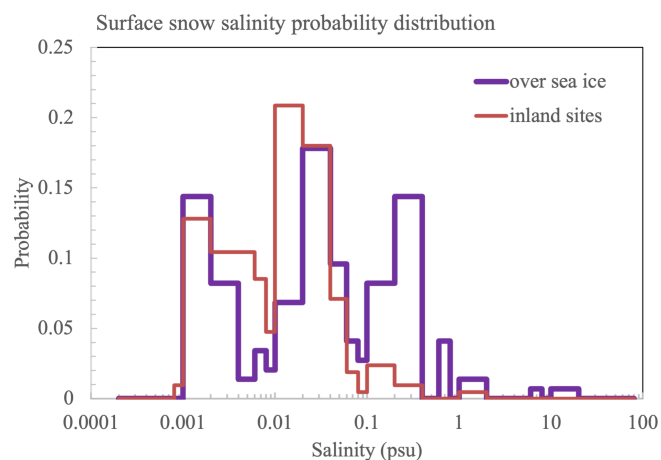 Surface snow salinity probability distribution
0.25
over sea ice
inland sites
0.2
0.15
0.1
0.05
0
Probability
0.0001 0.001 0.01 0.1 1 10 100
Salinity (psu)